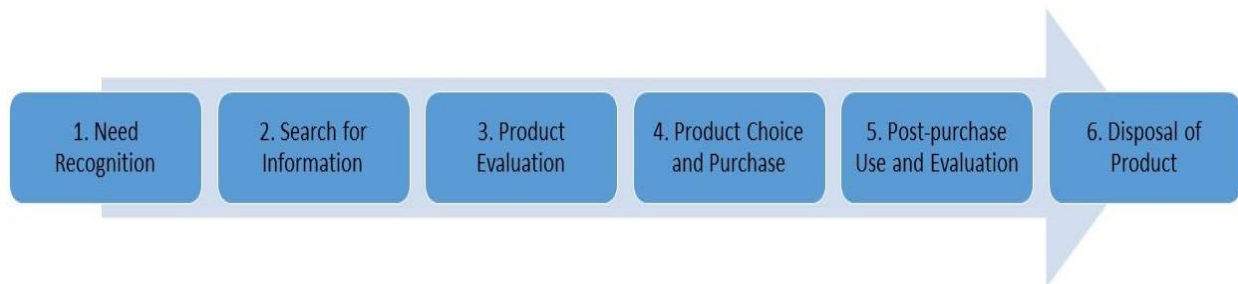 1. Need
Recognition
2. Search for
Information
3. Product
Evaluation
4. Product Choice
and Purchase
5. Post-purchase
Use and Evaluation
6. Disposal of
Product